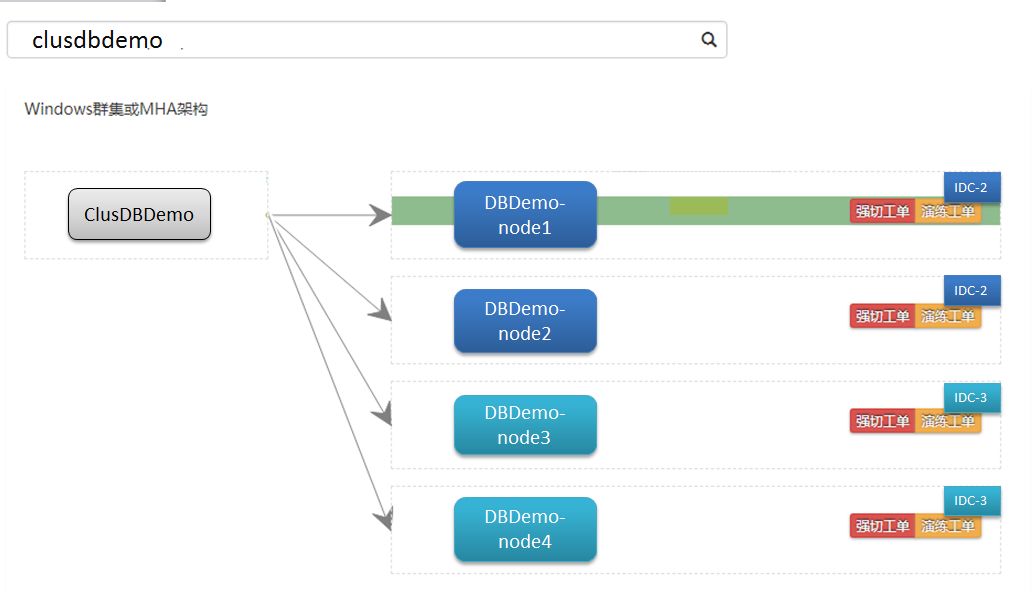 clusdbdemo
Windows群集或MHA架构
ClusDBDemo
DBDemo-
node1
IDC-2
强切工单 演练工单
DBDemo-
node2
IDC-2
强切工单 演练工单
DBDemo-
node3
IDC-3
强切工单 演练工单
DBDemo-
node4
IDC-3
强切工单 演练工单